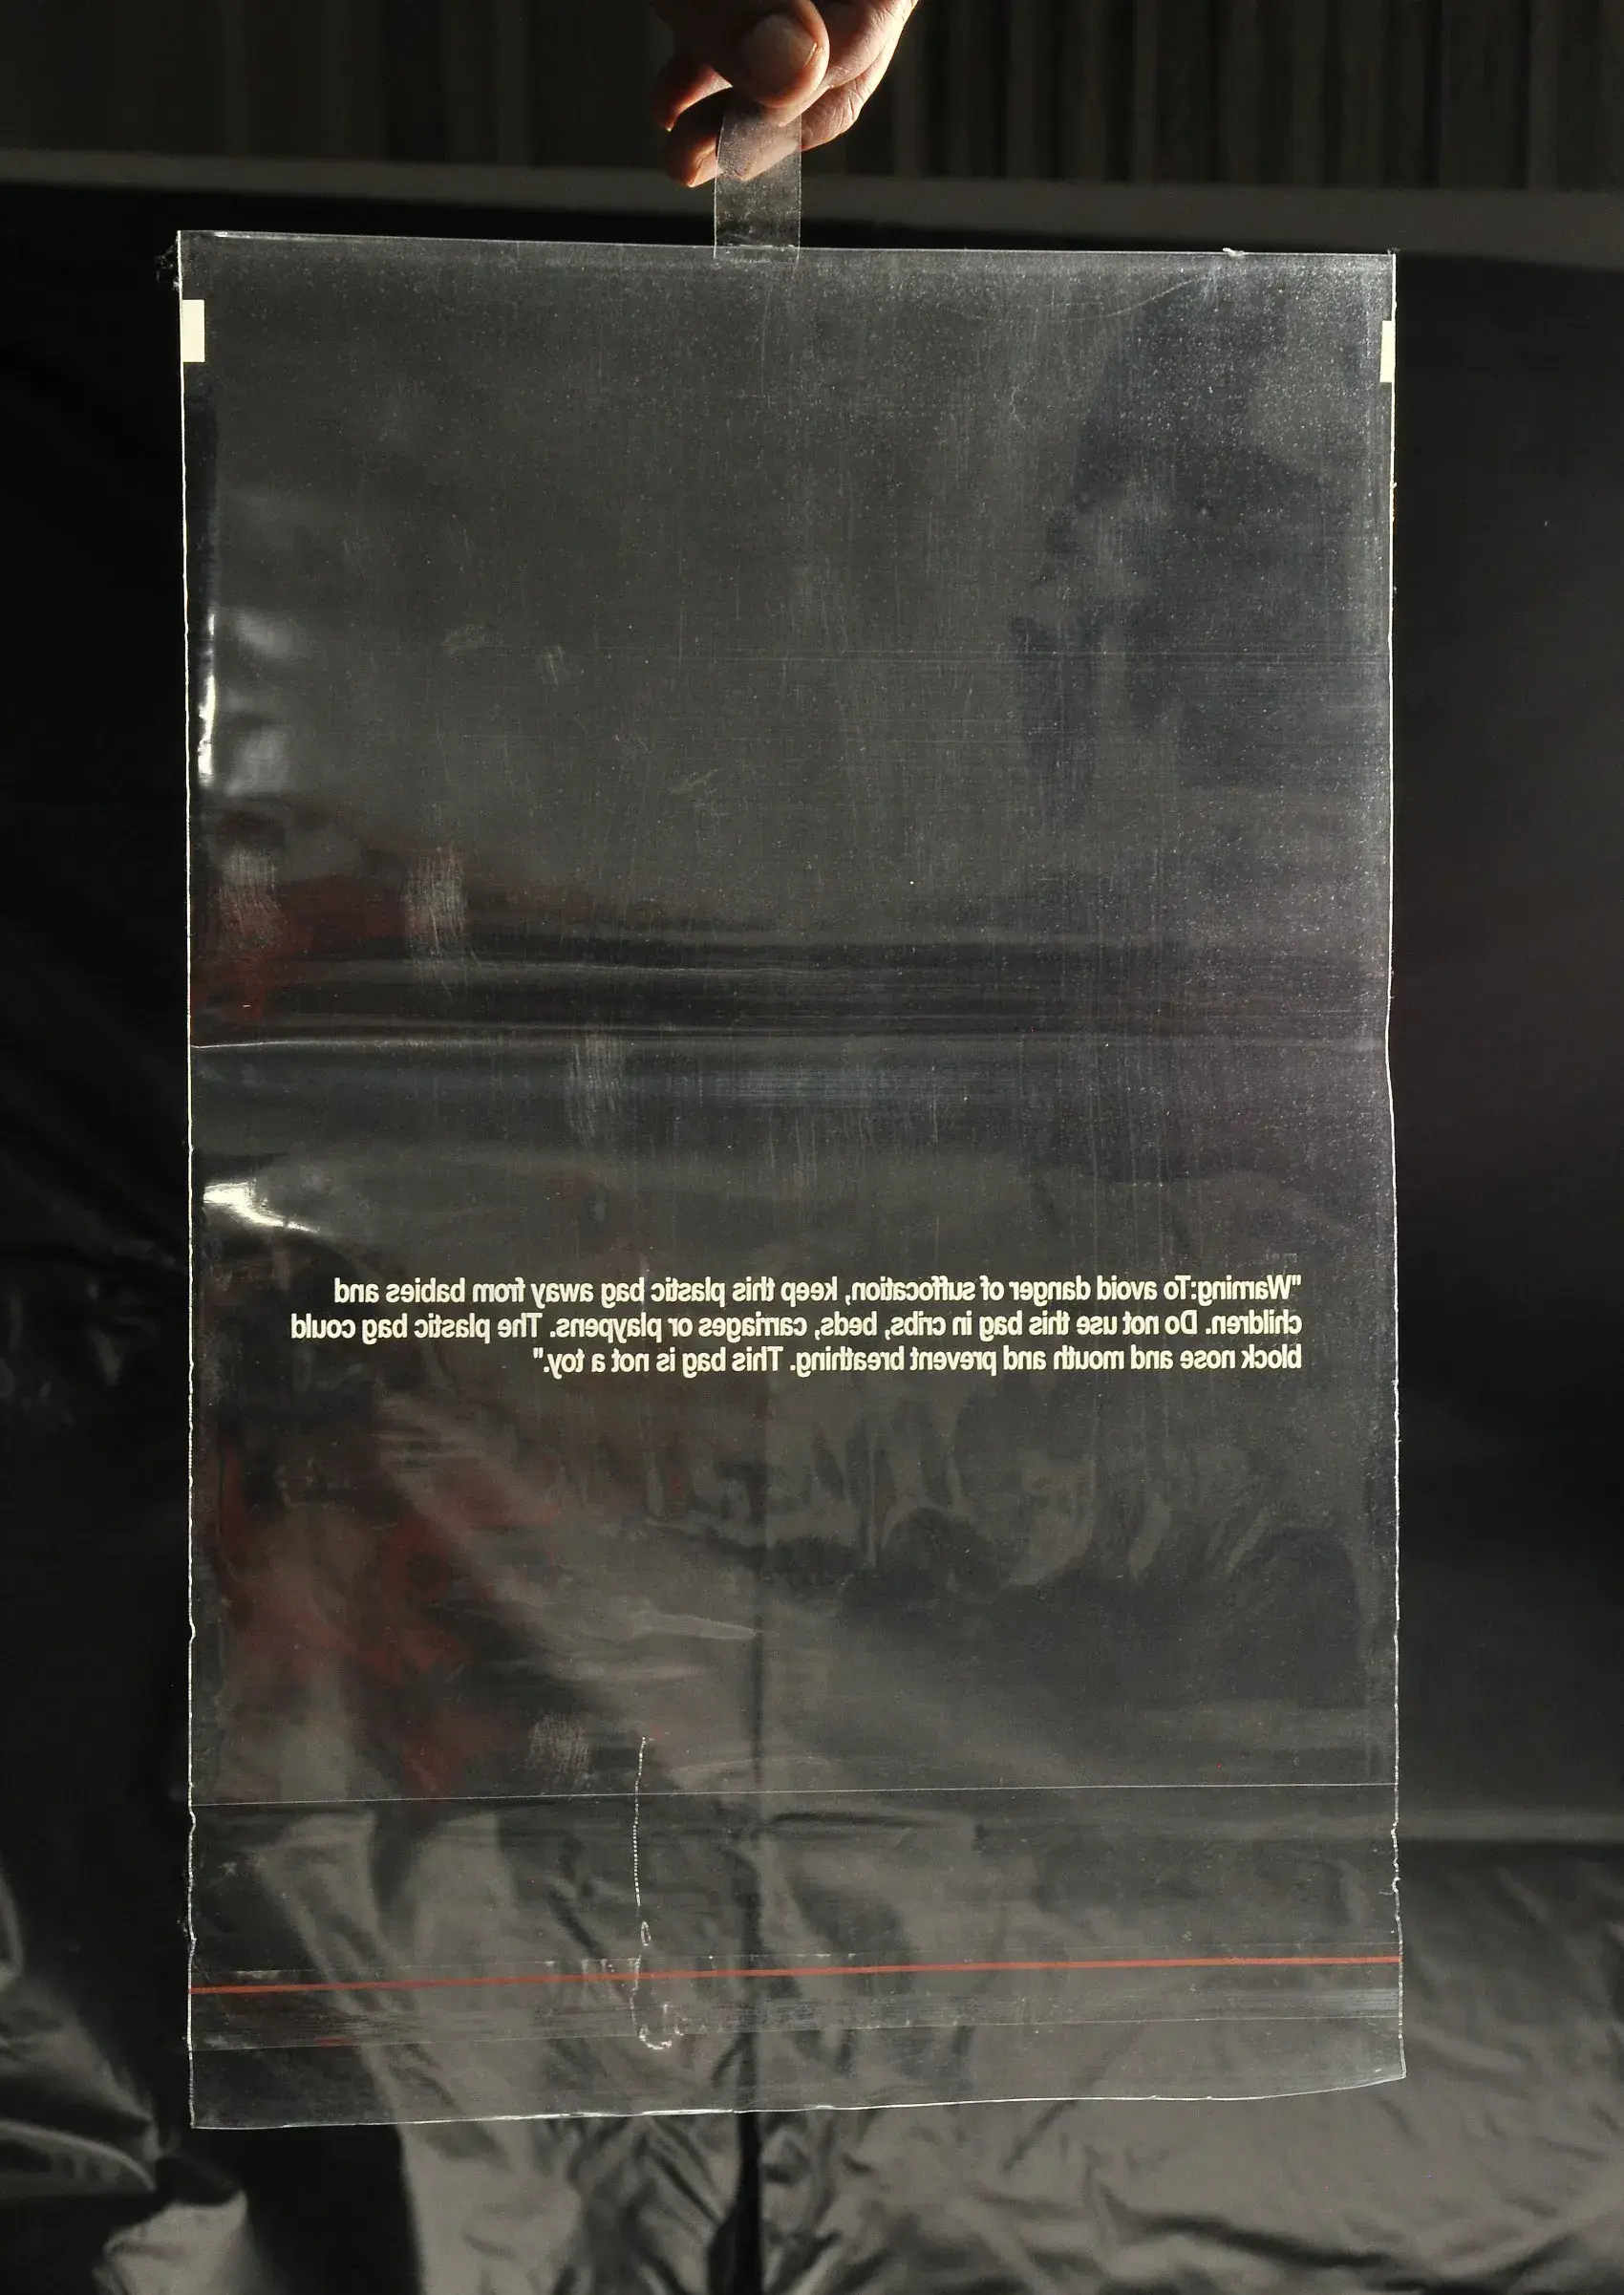 "Warning:To avoid danger of suffocation, keep this plastic bag away from babies and
children. Do not use this bag in cribs, beds, carriages or playpens. The plastic bag could
block nose and mouth and prevent breathing. This bag is not a toy."